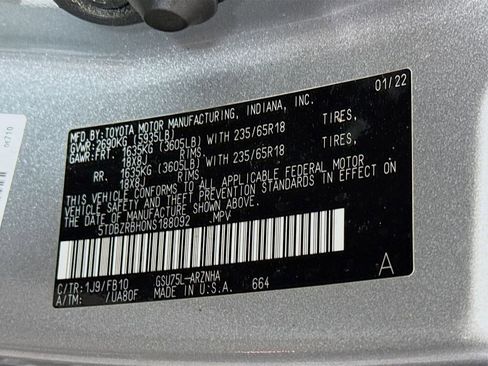 MFD.BY:TOYOTA MOTOR MANUFACTURING, INDIANA, INC. 01/22
GVWR:2690KG (5935LB)
GAWR:FRT. 1635KG (3605LB) WITH 235/65R18 TIRES,
18X8J RIMS
RR. 1635KG (3605LB) WITH 235/65R18 TIRES,
18X8J RIMS
THIS VEHICLE CONFORMS TO ALL APPLICABLE FEDERAL MOTOR
VEHICLE SAFETY AND THEFT PREVENTION STANDARDS IN EFFECT ON
THE DATE OF MANUFACTURE SHOWN ABOVE.
5TDBZRBH0NS188092 MPV
C/TR: 1J9/FB10 GSU75L-ARZNHA A
A/TM: /UA80F MADE IN U.S.A. 664